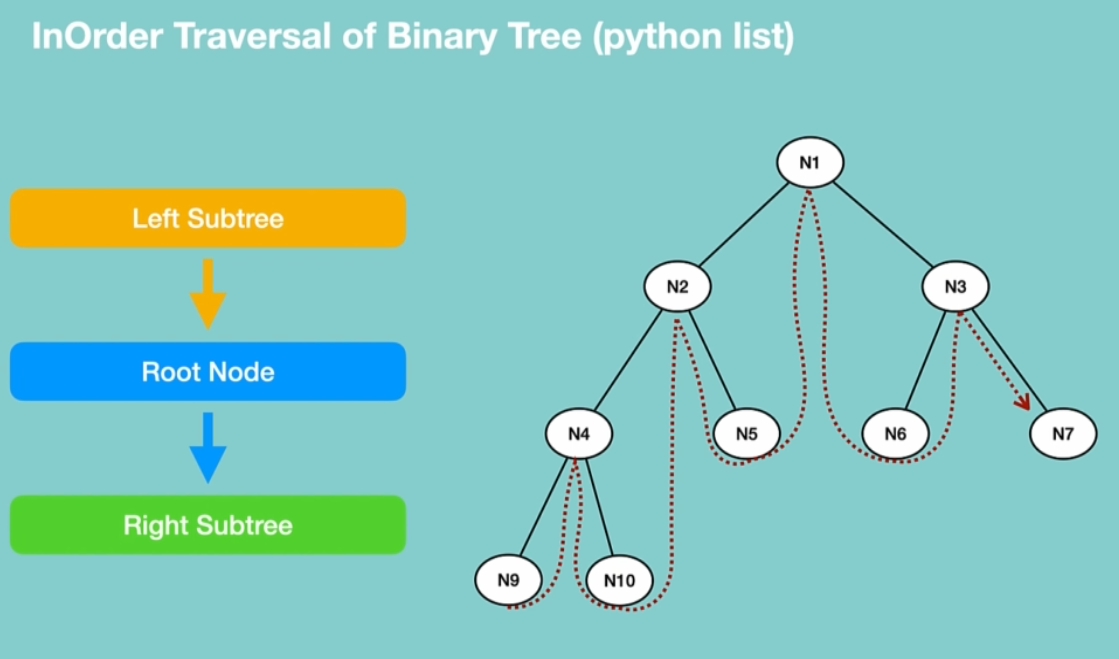 InOrder Traversal of Binary Tree (python list)
Left Subtree
Root Node
Right Subtree
N1
N2
N3
N4
N5
N6
N7
N9
N10